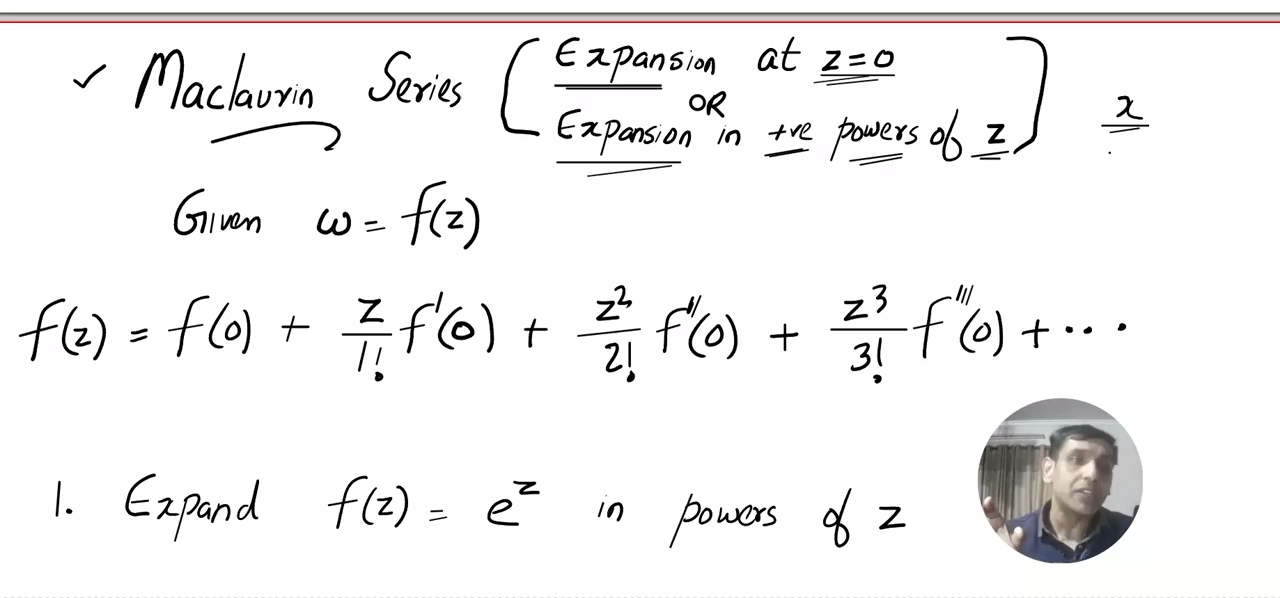 ✓ Maclaurin Series [ Expansion at z=0
OR
Expansion in +ve powers of z ] x
Given ω = f(z)
f(z) = f(0) + z/1! f'(0) + z²/2! f''(0) + z³/3! f'''(0) + ...
1. Expand f(z) = e^z in powers of z